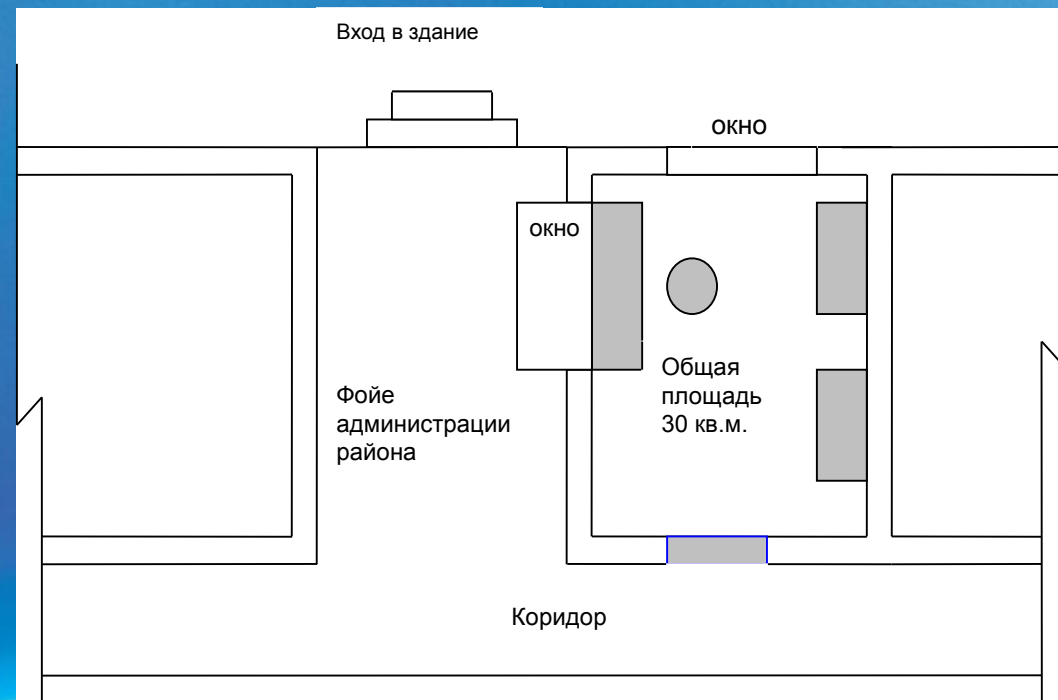 Вход в здание
окно
окно
Общая
площадь
30 кв.м.
Фойе
администрации
района
Коридор